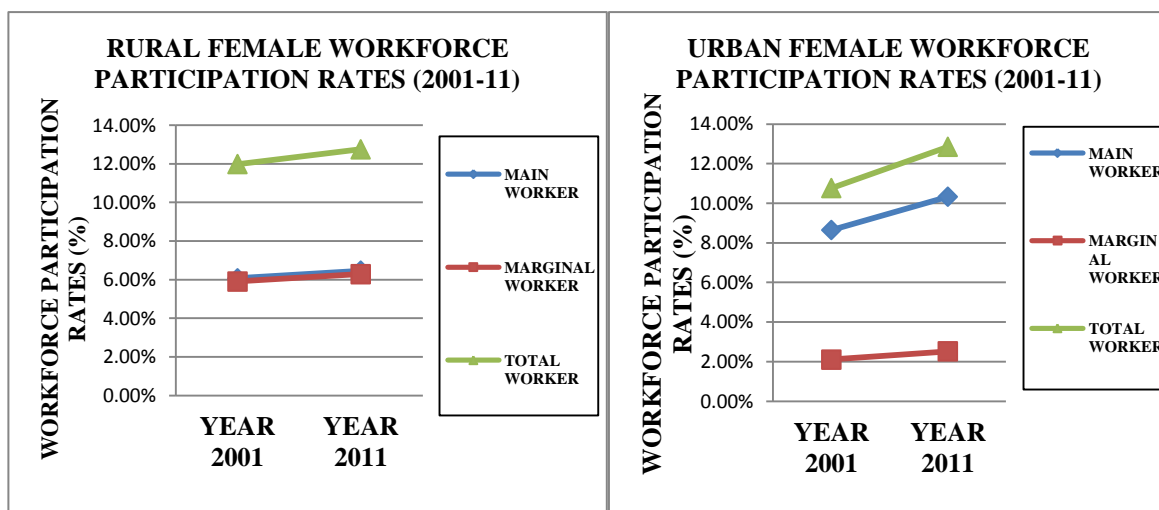 RURAL FEMALE WORKFORCE
PARTICIPATION RATES (2001-11)
WORKFORCE PARTICIPATION
RATES (%)
14.00%
12.00%
10.00%
8.00%
6.00%
4.00%
2.00%
0.00%
YEAR
2001
YEAR
2011
MAIN
WORKER
MARGINAL
WORKER
TOTAL
WORKER
URBAN FEMALE WORKFORCE
PARTICIPATION RATES (2001-11)
WORKFORCE PARTICIPATION
RATES (%)
14.00%
12.00%
10.00%
8.00%
6.00%
4.00%
2.00%
0.00%
YEAR
2001
YEAR
2011
MAIN
WORKER
MARGIN
AL
WORKER
TOTAL
WORKER